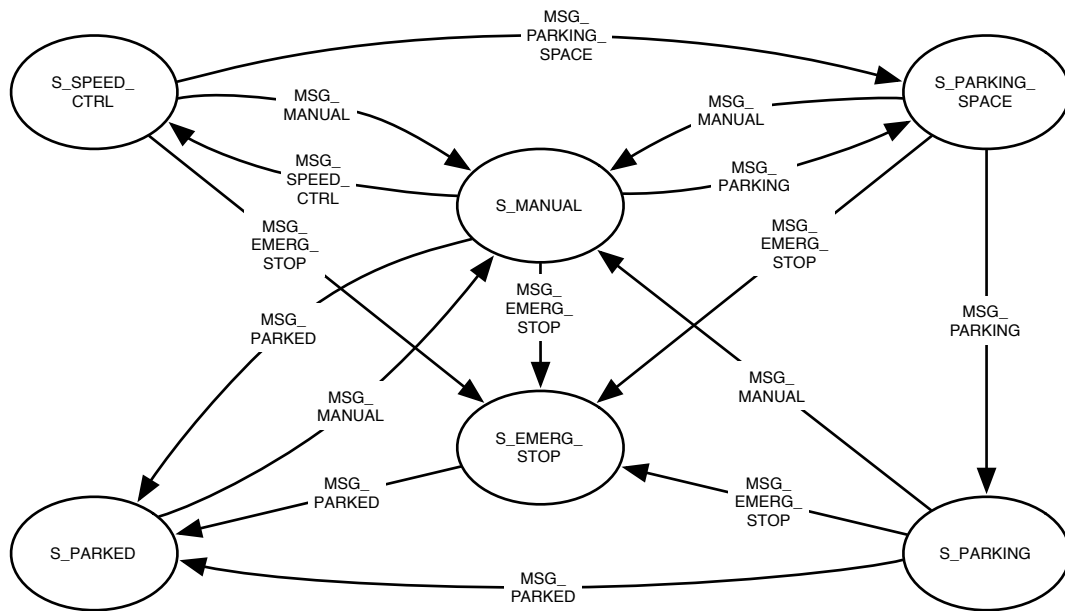 MSG_
PARKING_
SPACE
S_SPEED_
CTRL
S_PARKING_
SPACE
MSG_
MANUAL
MSG_
MANUAL
MSG_
SPEED_
CTRL
MSG_
PARKING
S_MANUAL
MSG_
EMERG_
STOP
MSG_
EMERG_
STOP
MSG_
EMERG_
STOP
MSG_
PARKED
MSG_
PARKING
MSG_
MANUAL
MSG_
MANUAL
S_EMERG_
STOP
MSG_
PARKED
MSG_
EMERG_
STOP
S_PARKED
S_PARKING
MSG_
PARKED